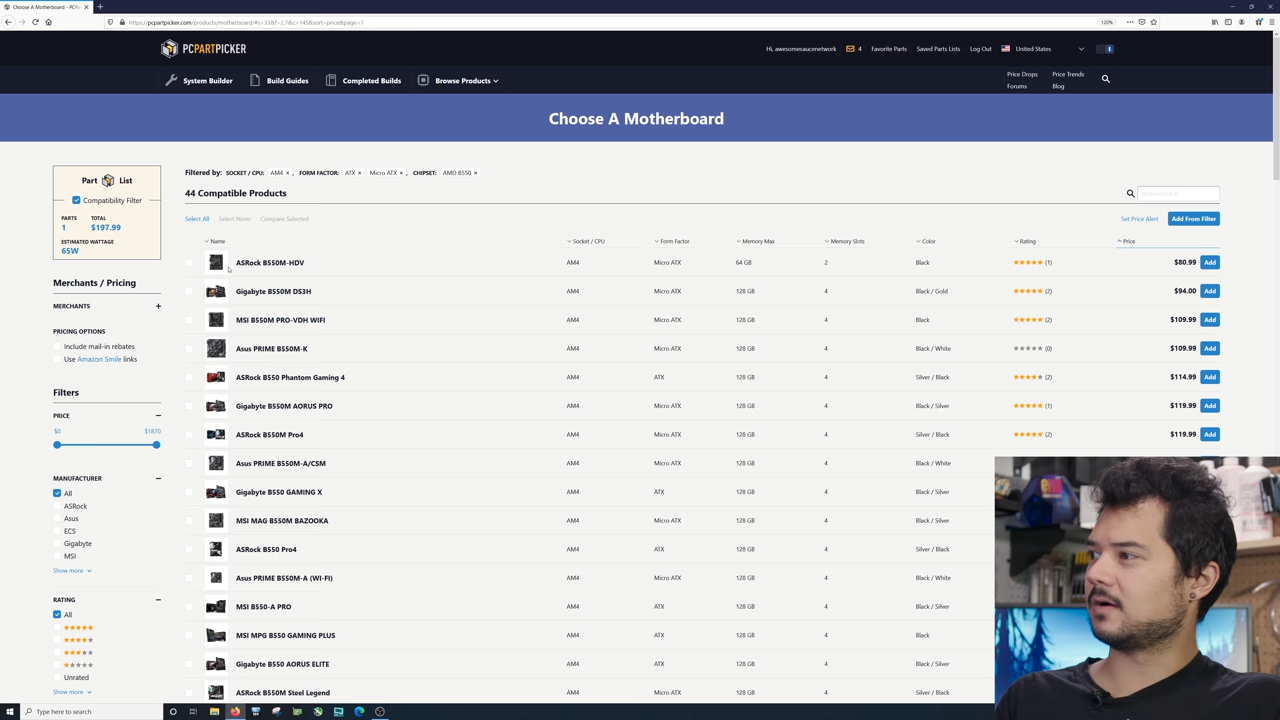 Choose A Motherboard - PCPa
https://pcpartpicker.com/products/motherboard/#s=33&f=2,7&c=145&sort=price&page=1
120%
PCPARTPICKER
Hi, awesomesaucenetwork
4
Favorite Parts
Saved Parts Lists
Log Out
United States
System Builder
Build Guides
Completed Builds
Browse Products
Price Drops
Price Trends
Forums
Blog
Choose A Motherboard
Part List
Compatibility Filter
PARTS TOTAL
1 $197.99
ESTIMATED WATTAGE
65W
Filtered by: SOCKET / CPU: AM4 ×, FORM FACTOR: ATX × Micro ATX ×, CHIPSET: AMD B550 ×
44 Compatible Products
Motherboards
Select All Select None Compare Selected
Set Price Alert
Add From Filter
Name Socket / CPU Form Factor Memory Max Memory Slots Color Rating Price
ASRock B550M-HDV AM4 Micro ATX 64 GB 2 Black (1) $80.99 Add
Gigabyte B550M DS3H AM4 Micro ATX 128 GB 4 Black / Gold (2) $94.00 Add
MSI B550M PRO-VDH WIFI AM4 Micro ATX 128 GB 4 Black (2) $109.99 Add
Asus PRIME B550M-K AM4 Micro ATX 128 GB 4 Black / White (0) $109.99 Add
ASRock B550 Phantom Gaming 4 AM4 ATX 128 GB 4 Silver / Black (2) $114.99 Add
Gigabyte B550M AORUS PRO AM4 Micro ATX 128 GB 4 Black / Silver (1) $119.99 Add
ASRock B550M Pro4 AM4 Micro ATX 128 GB 4 Silver / Black (2) $119.99 Add
Asus PRIME B550M-A/CSM AM4 Micro ATX 128 GB 4 Black / White
Gigabyte B550 GAMING X AM4 ATX 128 GB 4 Black / Silver
MSI MAG B550M BAZOOKA AM4 Micro ATX 128 GB 4 Black / Silver
ASRock B550 Pro4 AM4 ATX 128 GB 4 Silver / Black
Asus PRIME B550M-A (WI-FI) AM4 Micro ATX 128 GB 4 Black / White
MSI B550-A PRO AM4 ATX 128 GB 4 Black / Silver
MSI MPG B550 GAMING PLUS AM4 ATX 128 GB 4 Black
Gigabyte B550 AORUS ELITE AM4 ATX 128 GB 4 Black / Silver
ASRock B550M Steel Legend AM4 Micro ATX 128 GB 4 Silver / Black
Merchants / Pricing
MERCHANTS
PRICING OPTIONS
Include mail-in rebates
Use Amazon Smile links
Filters
PRICE
$0 $1870
MANUFACTURER
All
ASRock
Asus
ECS
Gigabyte
MSI
Show more
RATING
All
Unrated
Show more
Type here to search